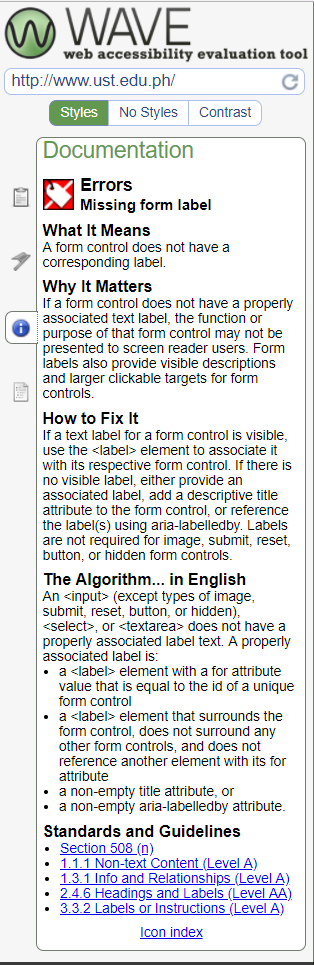 WAVE
web accessibility evaluation tool
http://www.ust.edu.ph/
Styles No Styles Contrast
Documentation
Errors
Missing form label
What It Means
A form control does not have a
corresponding label.
Why It Matters
If a form control does not have a properly
associated text label, the function or
purpose of that form control may not be
presented to screen reader users. Form
labels also provide visible descriptions
and larger clickable targets for form
controls.
How to Fix It
If a text label for a form control is visible,
use the <label> element to associate it
with its respective form control. If there is
no visible label, either provide an
associated label, add a descriptive title
attribute to the form control, or reference
the label(s) using aria-labelledby. Labels
are not required for image, submit, reset,
button, or hidden form controls.
The Algorithm... in English
An <input> (except types of image,
submit, reset, button, or hidden),
<select>, or <textarea> does not have a
properly associated label text. A properly
associated label is:
• a <label> element with a for attribute
value that is equal to the id of a unique
form control
• a <label> element that surrounds the
form control, does not surround any
other form controls, and does not
reference another element with its for
attribute
• a non-empty title attribute, or
• a non-empty aria-labelledby attribute.
Standards and Guidelines
• Section 508 (n)
• 1.1.1 Non-text Content (Level A)
• 1.3.1 Info and Relationships (Level A)
• 2.4.6 Headings and Labels (Level AA)
• 3.3.2 Labels or Instructions (Level A)
Icon index